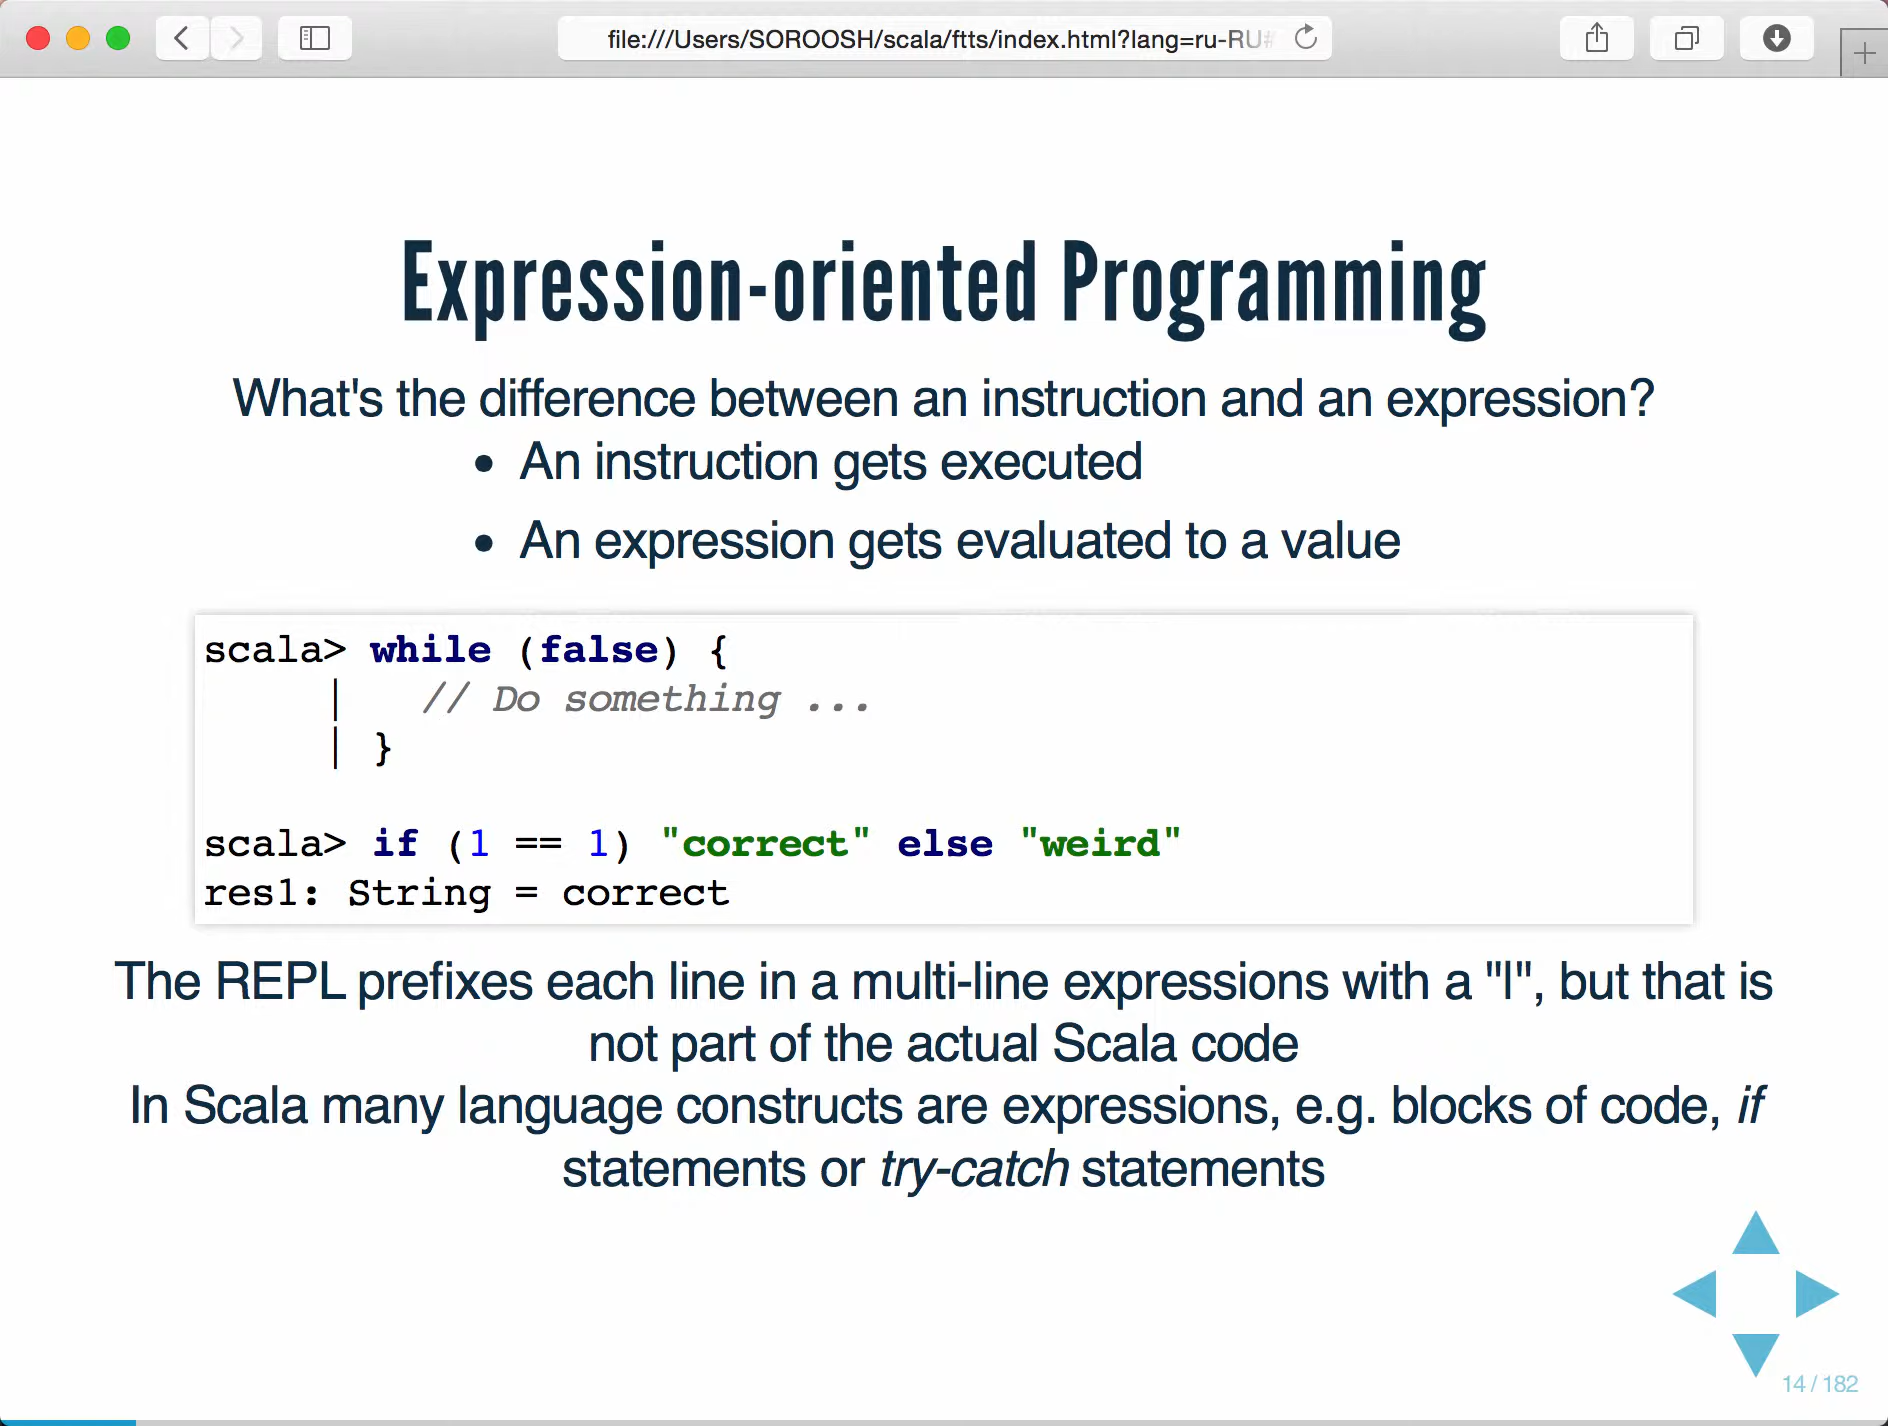 file:///Users/SOROOSH/scala/ftts/index.html?lang=ru-RU#
Expression-oriented Programming
What's the difference between an instruction and an expression?
• An instruction gets executed
• An expression gets evaluated to a value
scala> while (false) {
| // Do something ...
| }
scala> if (1 == 1) "correct" else "weird"
res1: String = correct
The REPL prefixes each line in a multi-line expressions with a "|", but that is
not part of the actual Scala code
In Scala many language constructs are expressions, e.g. blocks of code, if
statements or try-catch statements
14 / 182